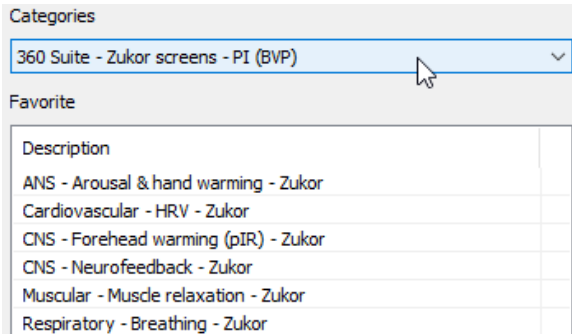 Categories
360 Suite - Zukor screens - PI (BVP)
Favorite
Description
ANS - Arousal & hand warming - Zukor
Cardiovascular - HRV - Zukor
CNS - Forehead warming (pIR) - Zukor
CNS - Neurofeedback - Zukor
Muscular - Muscle relaxation - Zukor
Respiratory - Breathing - Zukor